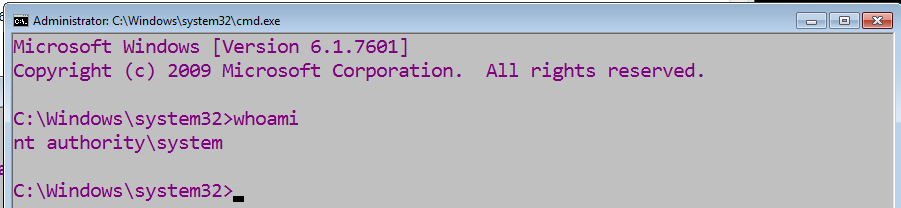 Administrator: C:\Windows\system32\cmd.exe
Microsoft Windows [Version 6.1.7601]
Copyright (c) 2009 Microsoft Corporation.  All rights reserved.
C:\Windows\system32>whoami
nt authority\system
C:\Windows\system32>